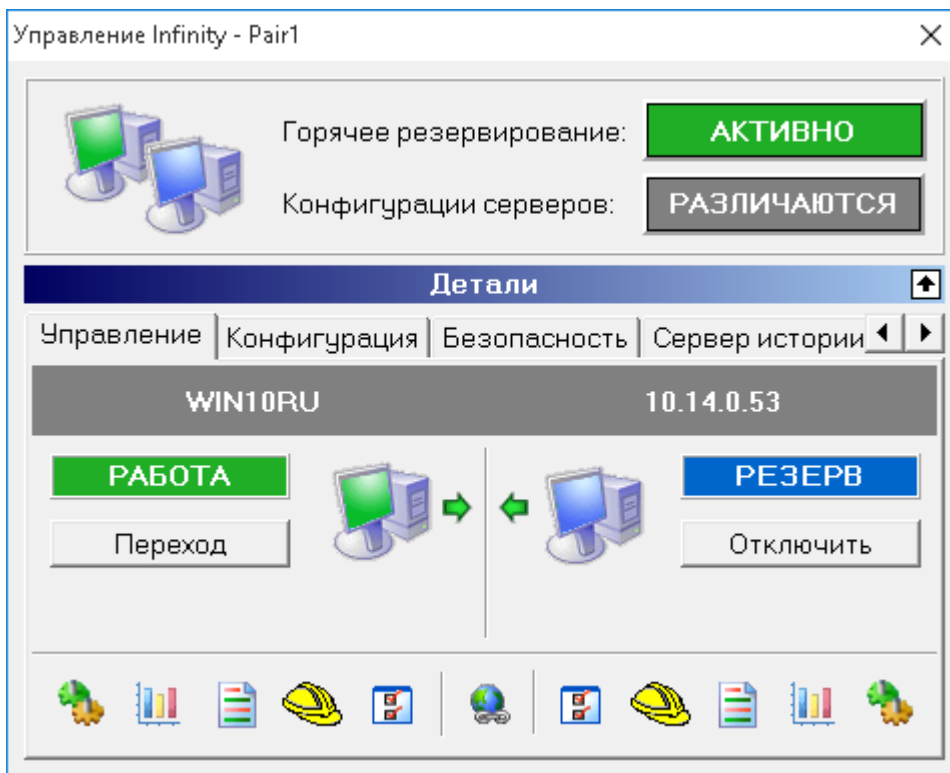 Управление Infinity - Pair1
Горячее резервирование: АКТИВНО
Конфигурации серверов: РАЗЛИЧАЮТСЯ
Детали
Управление Конфигурация Безопасность Сервер истории
WIN10RU 10.14.0.53
РАБОТА РЕЗЕРВ
Переход Отключить